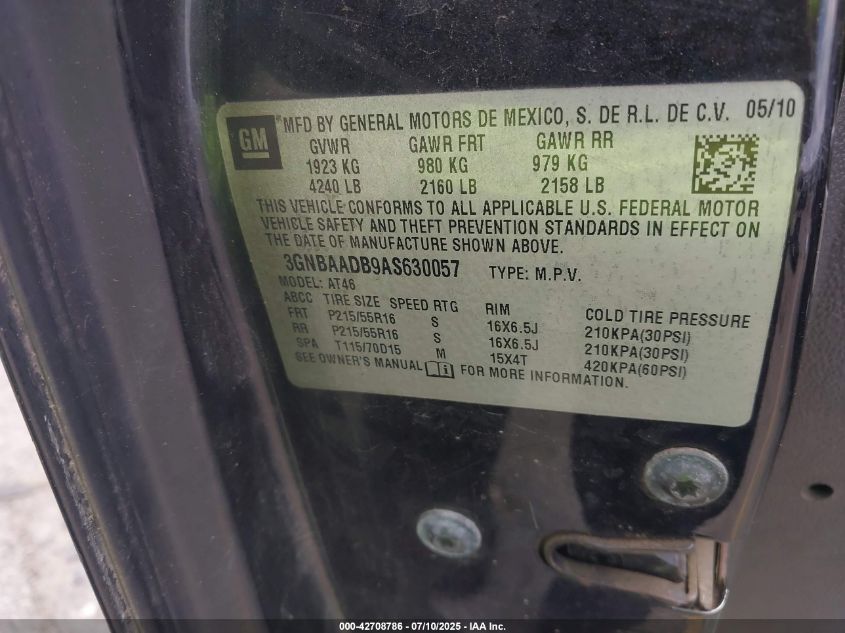 GM ®MFD BY GENERAL MOTORS DE MEXICO, S. DE R.L. DE C.V. 05/10
GVWR GAWR FRT GAWR RR
1923 KG 980 KG 979 KG
4240 LB 2160 LB 2158 LB
THIS VEHICLE CONFORMS TO ALL APPLICABLE U.S. FEDERAL MOTOR
VEHICLE SAFETY AND THEFT PREVENTION STANDARDS IN EFFECT ON
THE DATE OF MANUFACTURE SHOWN ABOVE.
3GNBAADB9AS630057 TYPE: M.P.V.
MODEL: AT46
ABCC TIRE SIZE SPEED RTG RIM COLD TIRE PRESSURE
FRT P215/55R16 S 16X6.5J 210KPA(30PSI)
RR P215/55R16 S 16X6.5J 210KPA(30PSI)
SPA T115/70D15 M 15X4T 420KPA(60PSI)
SEE OWNER'S MANUAL FOR MORE INFORMATION.
000-42708786 - 07/10/2025 - IAA Inc.